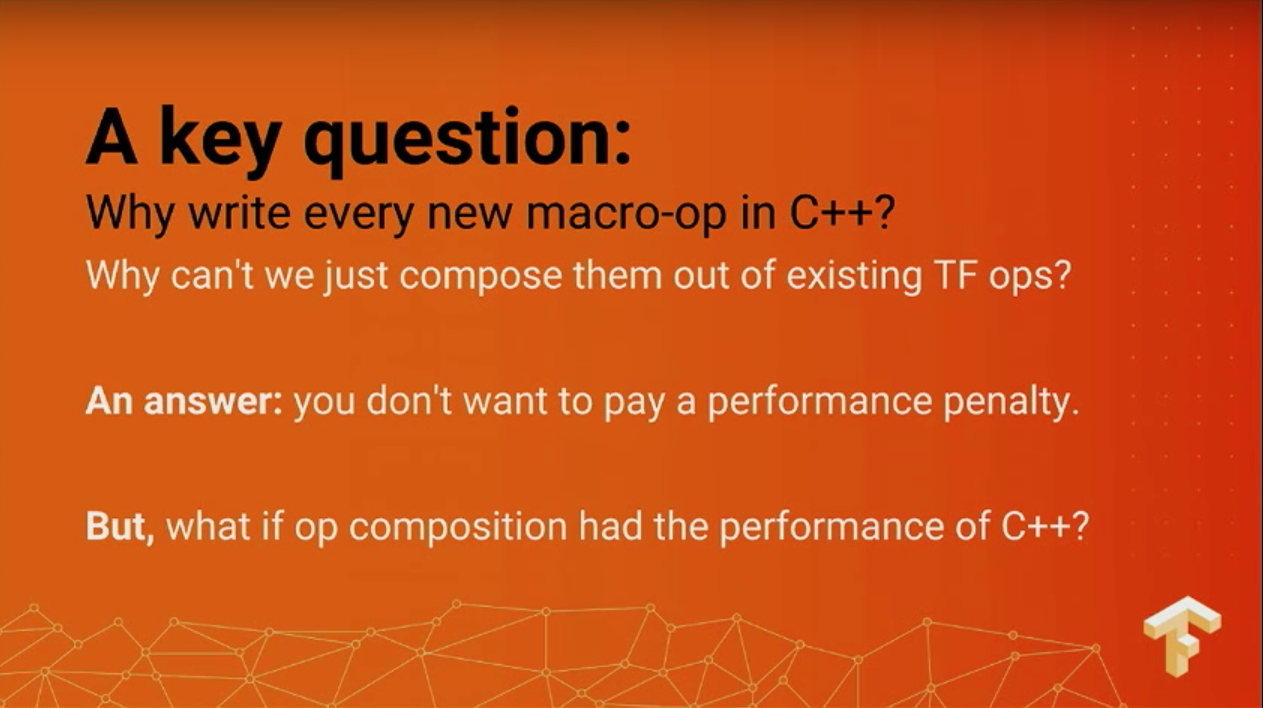 A key question:
Why write every new macro-op in C++?
Why can't we just compose them out of existing TF ops?
An answer: you don't want to pay a performance penalty.
But, what if op composition had the performance of C++?